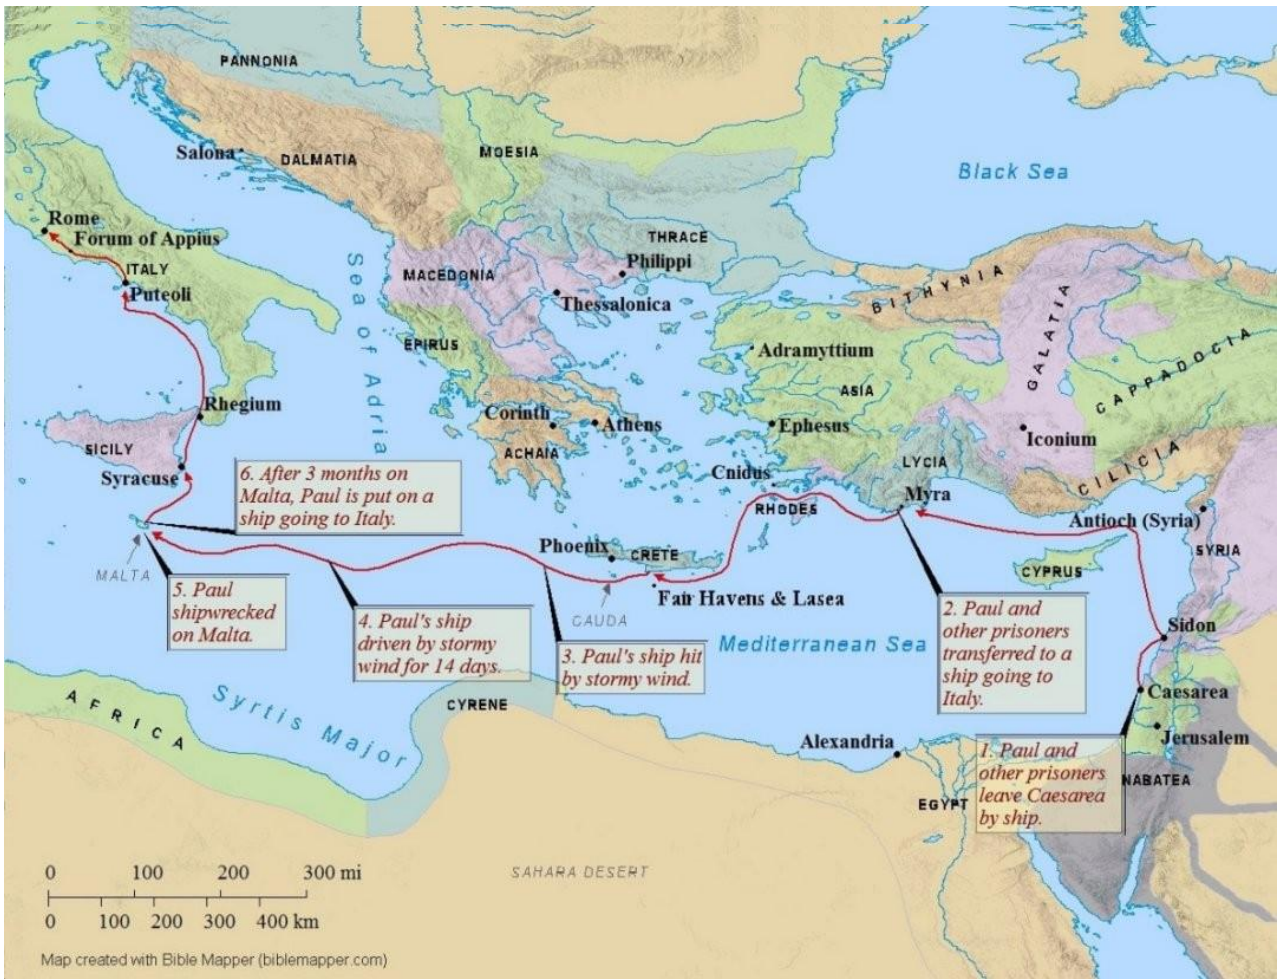 PANNONIA
Salona
DALMATIA
MOESIA
Black Sea
Rome
Forum of Appius
ITALY
Puteoli
Sea of Adria
MACEDONIA
THRACE
Philippi
Thessalonica
BITHYNIA
GALATIA
CAPPADOCIA
EPIRUS
Adramyttium
ASIA
Rhegium
Corinth
Athens
Ephesus
Iconium
SICILY
ACHAIA
LYCIA
CILICIA
Syracuse
Cnidus
Myra
RHODES
Antioch (Syria)
SYRIA
6. After 3 months on
Malta, Paul is put on a
ship going to Italy.
Phoenix
CRETE
CYPRUS
MALTA
Fair Havens & Lasea
CAUDA
Sidon
5. Paul
shipwrecked
on Malta.
4. Paul's ship
driven by stormy
wind for 14 days.
3. Paul's ship hit
by stormy wind.
Mediterranean Sea
2. Paul and
other prisoners
transferred to a
ship going to
Italy.
Caesarea
Jerusalem
AFRICA
Syrtis Major
CYRENE
Alexandria
1. Paul and
other prisoners
leave Caesarea
by ship.
NABATEA
EGYPT
SAHARA DESERT
0 100 200 300 mi
0 100 200 300 400 km
Map created with Bible Mapper (biblemapper.com)